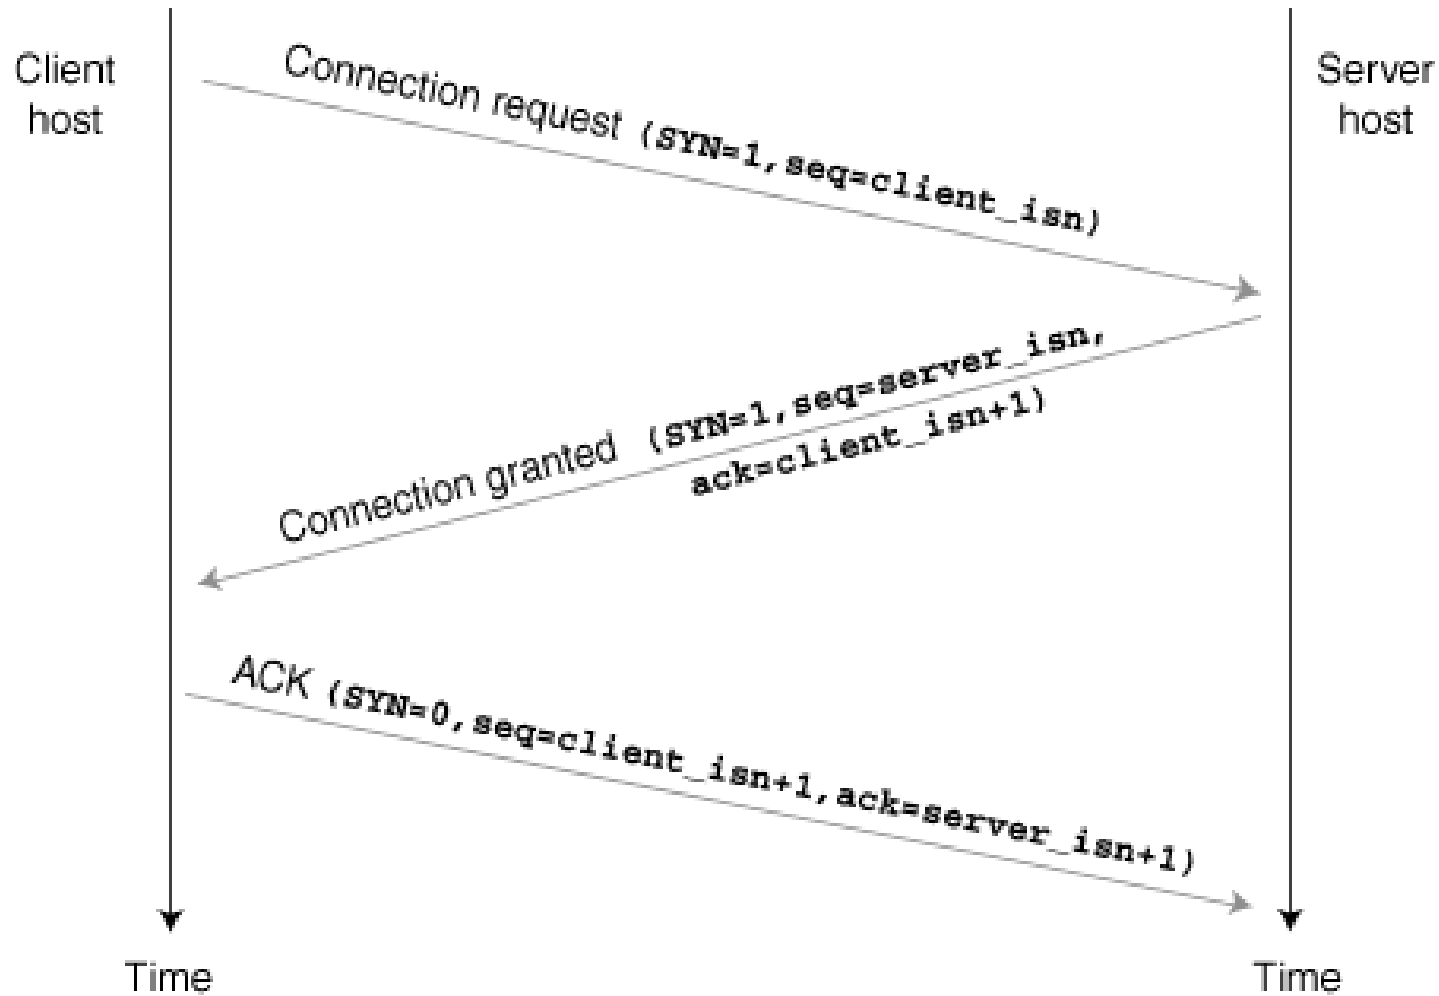 Client
host
Server
host
Connection request (SYN=1,seq=client_isn)
Connection granted (SYN=1,seq=server_isn,
ack=client_isn+1)
ACK (SYN=0,seq=client_isn+1,ack=server_isn+1)
Time
Time